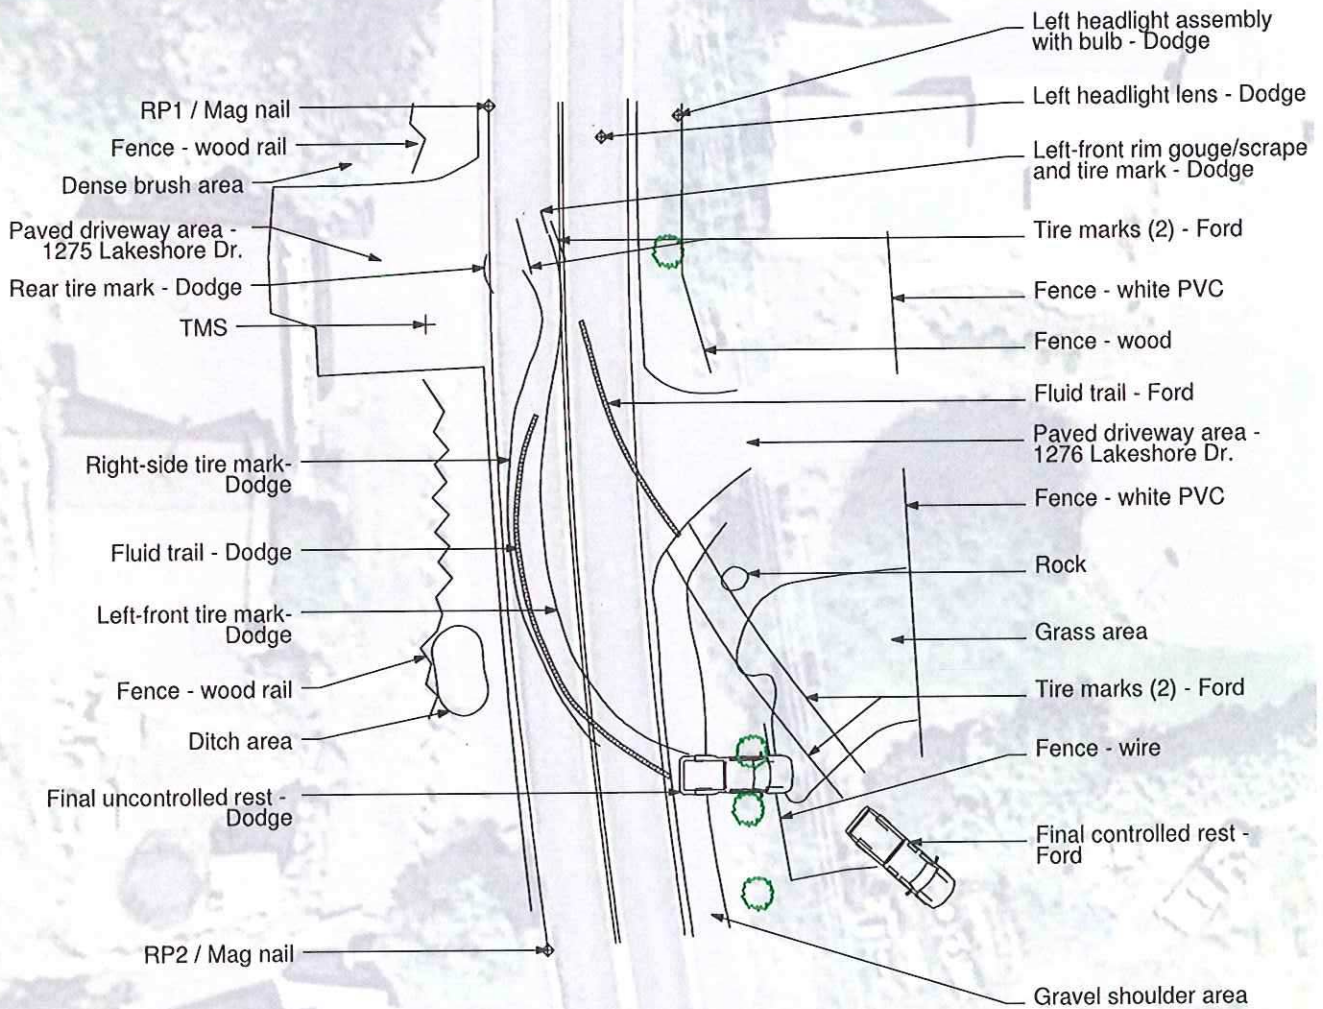 RP1 / Mag nail
Fence - wood rail
Dense brush area
Paved driveway area -
1275 Lakeshore Dr.
Rear tire mark - Dodge
TMS
Right-side tire mark-
Dodge
Fluid trail - Dodge
Left-front tire mark-
Dodge
Fence - wood rail
Ditch area
Final uncontrolled rest -
Dodge
RP2 / Mag nail
Left headlight assembly
with bulb - Dodge
Left headlight lens - Dodge
Left-front rim gouge/scrape
and tire mark - Dodge
Tire marks (2) - Ford
Fence - white PVC
Fence - wood
Fluid trail - Ford
Paved driveway area -
1276 Lakeshore Dr.
Fence - white PVC
Rock
Grass area
Tire marks (2) - Ford
Fence - wire
Final controlled rest -
Ford
Gravel shoulder area